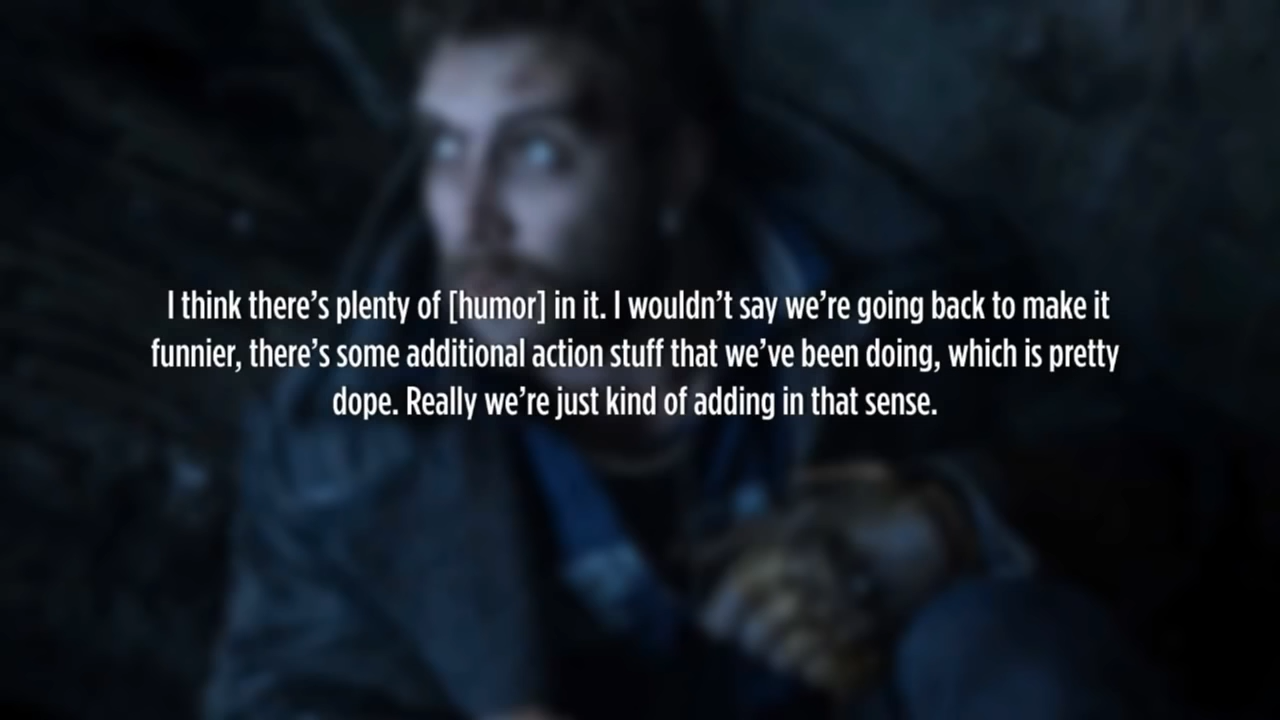 I think there’s plenty of [humor] in it. I wouldn’t say we’re going back to make it
funnier, there’s some additional action stuff that we’ve been doing, which is pretty
dope. Really we’re just kind of adding in that sense.